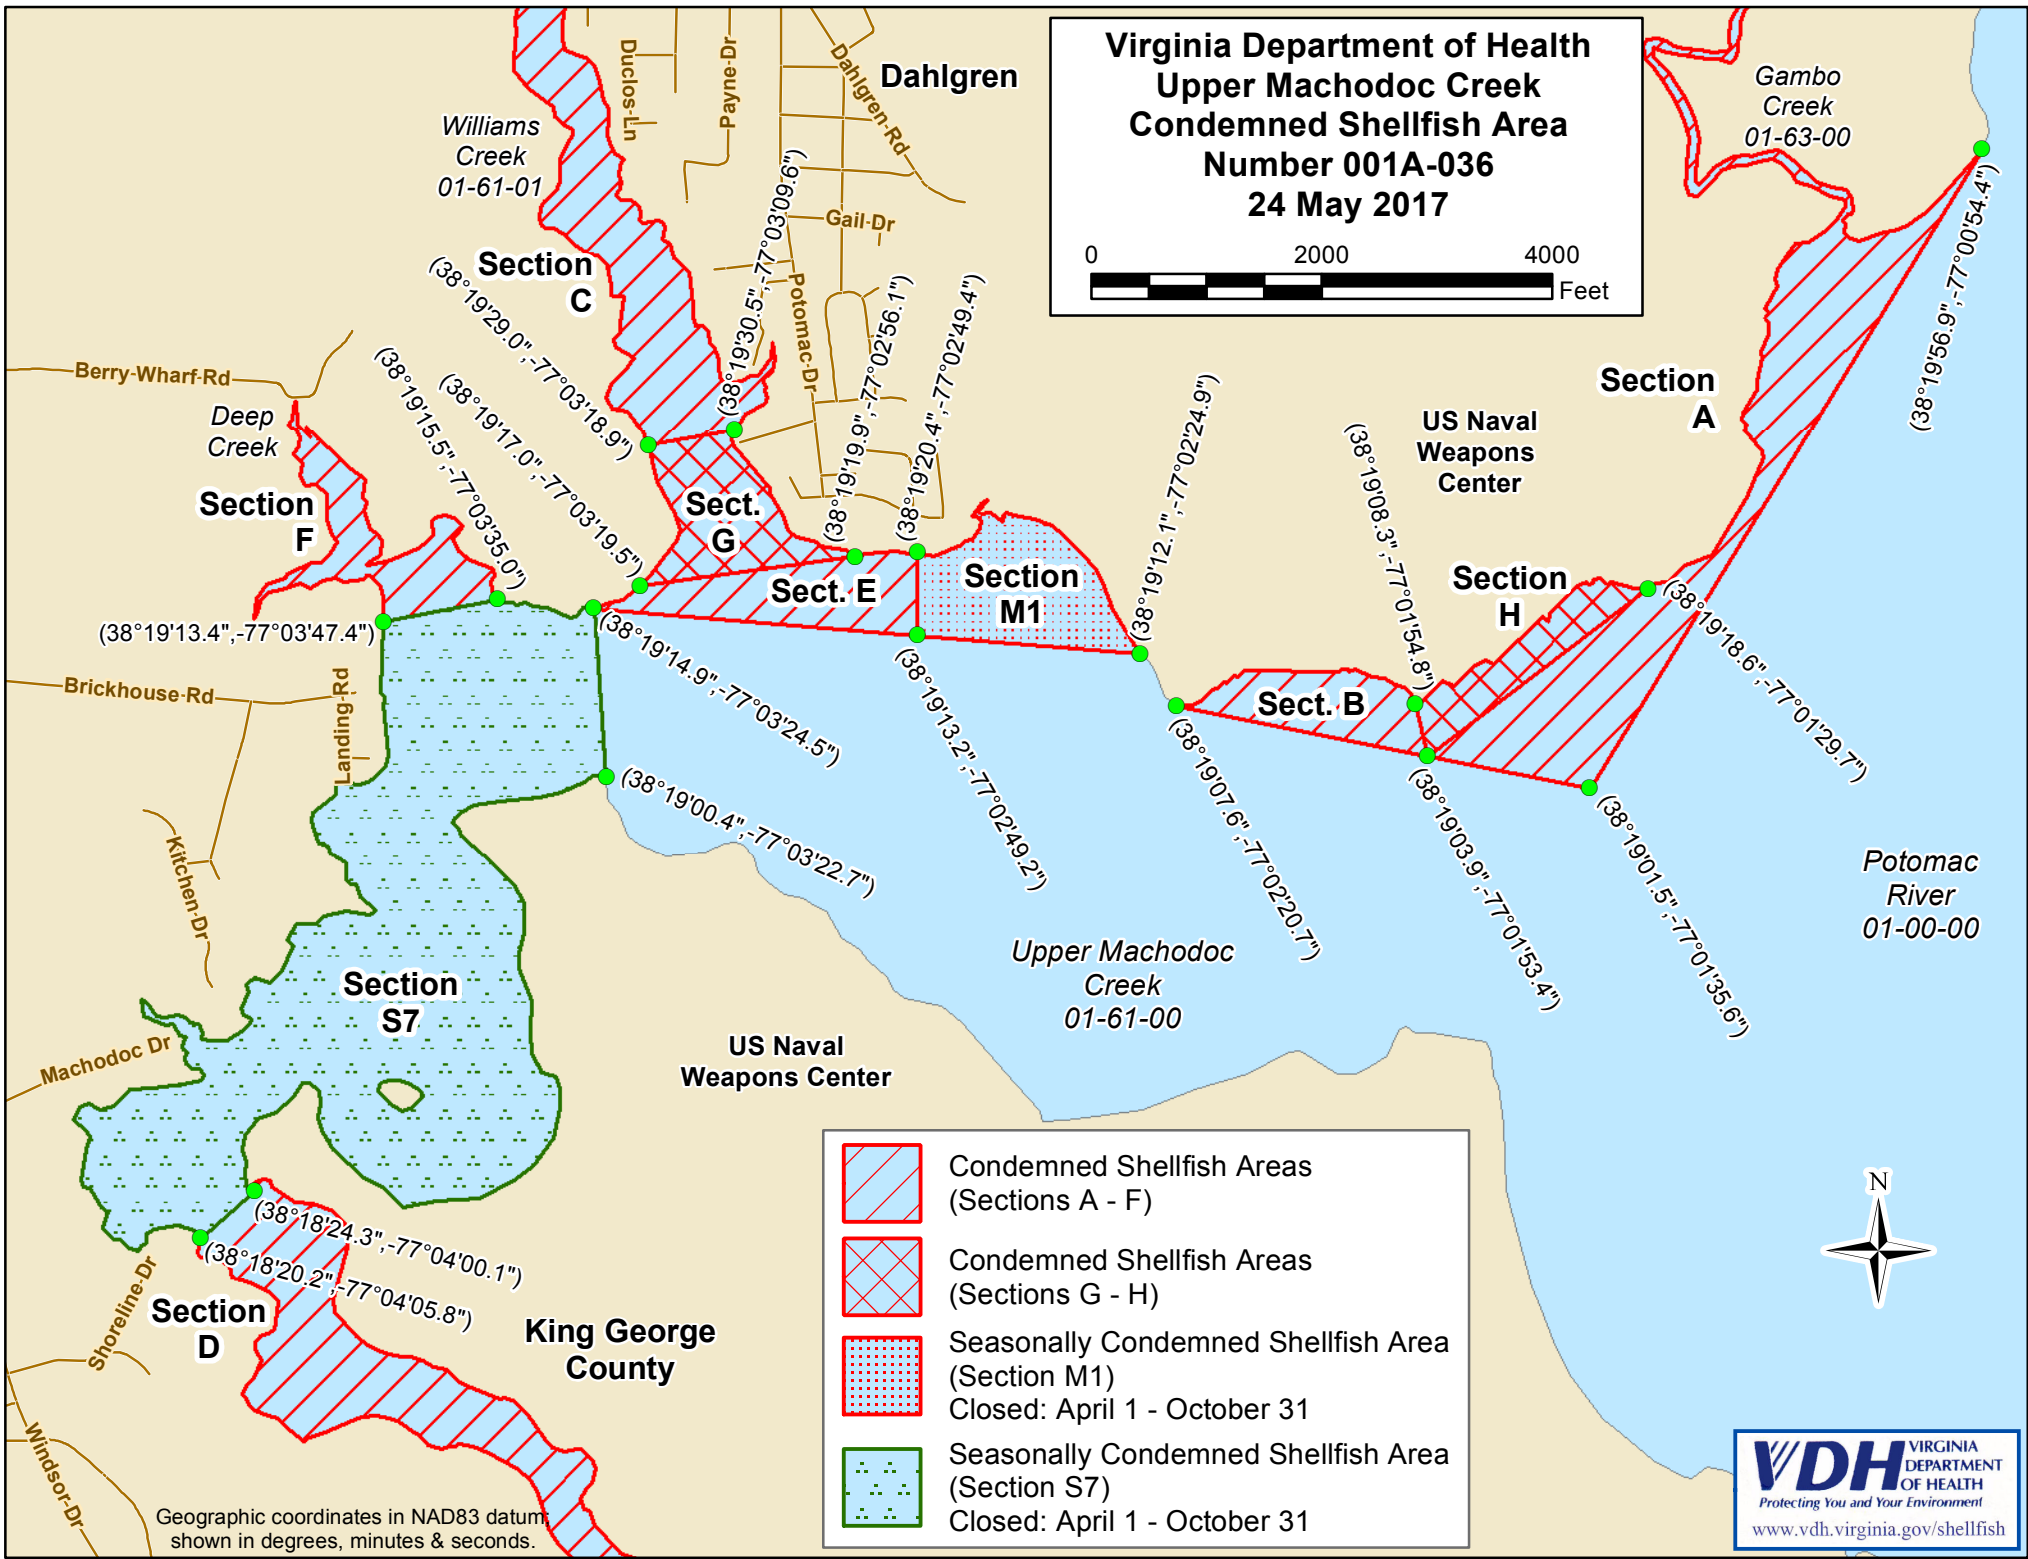 Virginia Department of Health
Upper Machodoc Creek
Condemned Shellfish Area
Number 001A-036
24 May 2017
0 2000 4000
Feet
Dahlgren
Duclos-Ln
Payne-Dr
Dahlgren-Rd
Gail-Dr
Potomac-Dr
Williams
Creek
01-61-01
Gambo
Creek
01-63-00
Section
C
(38°19'29.0",-77°03'18.9")
(38°19'30.5",-77°03'09.6")
(38°19'19.9",-77°02'56.1")
(38°19'20.4",-77°02'49.4")
(38°19'56.9",-77°00'54.4")
Berry-Wharf-Rd
Deep
Creek
Section
F
(38°19'15.5",-77°03'35.0")
(38°19'17.0",-77°03'19.5")
Sect.
G
Sect. E
Section
M1
(38°19'12.1",-77°02'24.9")
US Naval
Weapons
Center
Section
A
(38°19'08.3",-77°01'54.8")
Section
H
(38°19'18.6",-77°01'29.7")
(38°19'13.4",-77°03'47.4")
(38°19'14.9",-77°03'24.5")
(38°19'13.2",-77°02'49.2")
Sect. B
(38°19'07.6",-77°02'20.7")
(38°19'03.9",-77°01'53.4")
(38°19'01.5",-77°01'35.6")
Brickhouse-Rd
Landing-Rd
(38°19'00.4",-77°03'22.7")
Kitchen-Dr
Potomac
River
01-00-00
Upper Machodoc
Creek
01-61-00
Section
S7
Machodoc Dr
US Naval
Weapons Center
(38°18'24.3",-77°04'00.1")
(38°18'20.2",-77°04'05.8")
Shoreline-Dr
Section
D
King George
County
Windsor-Dr
Condemned Shellfish Areas
(Sections A - F)
Condemned Shellfish Areas
(Sections G - H)
Seasonally Condemned Shellfish Area
(Section M1)
Closed: April 1 - October 31
Seasonally Condemned Shellfish Area
(Section S7)
Closed: April 1 - October 31
N
Geographic coordinates in NAD83 datum,
shown in degrees, minutes & seconds.
VDH
VIRGINIA
DEPARTMENT
OF HEALTH
Protecting You and Your Environment
www.vdh.virginia.gov/shellfish